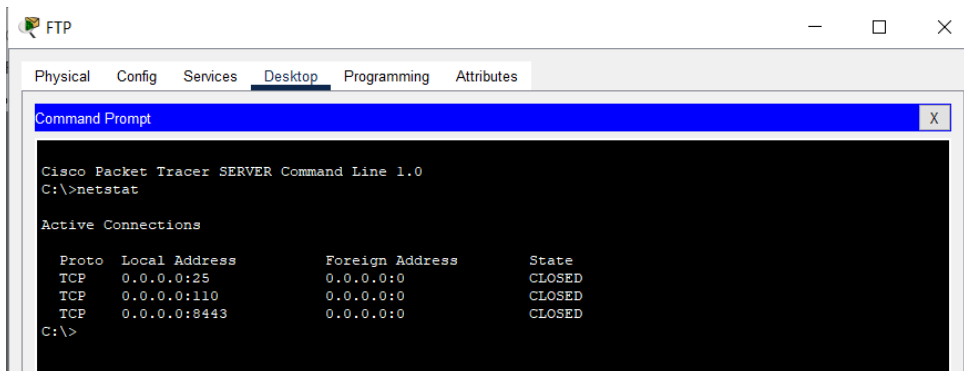 FTP
Physical Config Services Desktop Programming Attributes
Command Prompt X
Cisco Packet Tracer SERVER Command Line 1.0
C:\>netstat
Active Connections
Proto Local Address Foreign Address State
TCP 0.0.0.0:25 0.0.0.0:0 CLOSED
TCP 0.0.0.0:110 0.0.0.0:0 CLOSED
TCP 0.0.0.0:8443 0.0.0.0:0 CLOSED
C:\>